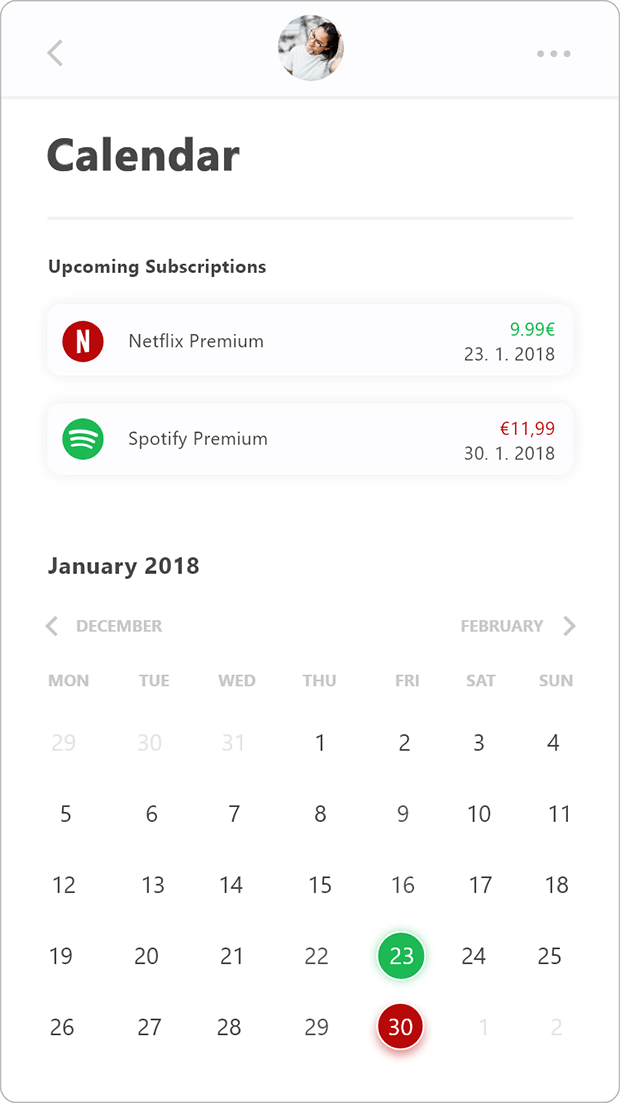 Calendar
Upcoming Subscriptions
N
Netflix Premium
9.99€
23. 1. 2018
Spotify Premium
€11,99
30. 1. 2018
January 2018
DECEMBER FEBRUARY
MON TUE WED THU FRI SAT SUN
29 30 31 1 2 3 4
5 6 7 8 9 10 11
12 13 14 15 16 17 18
19 20 21 22 23 24 25
26 27 28 29 30 1 2